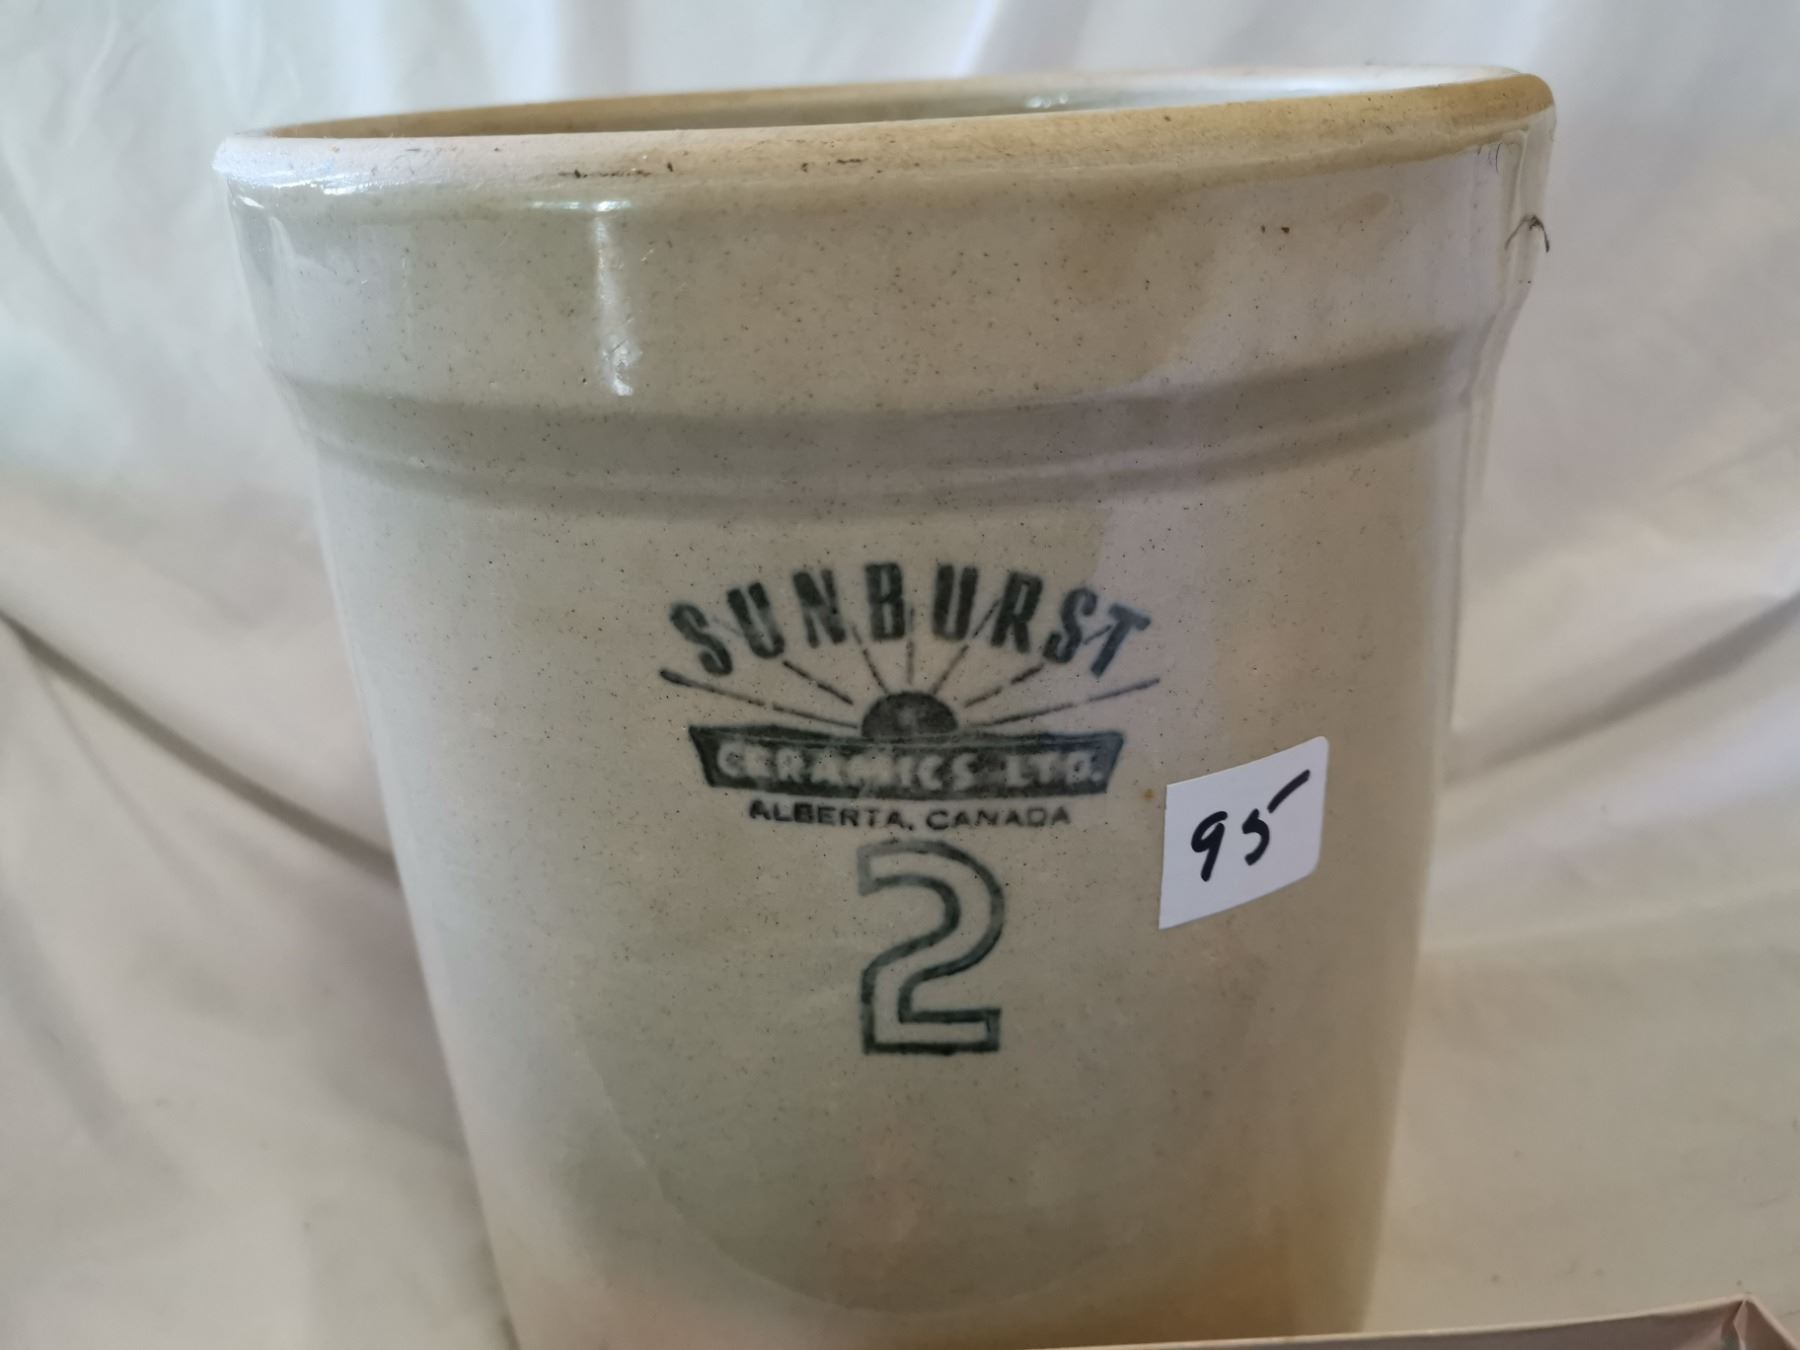 SUNBURST
CERAMICS LTD.
ALBERTA, CANADA
2
95